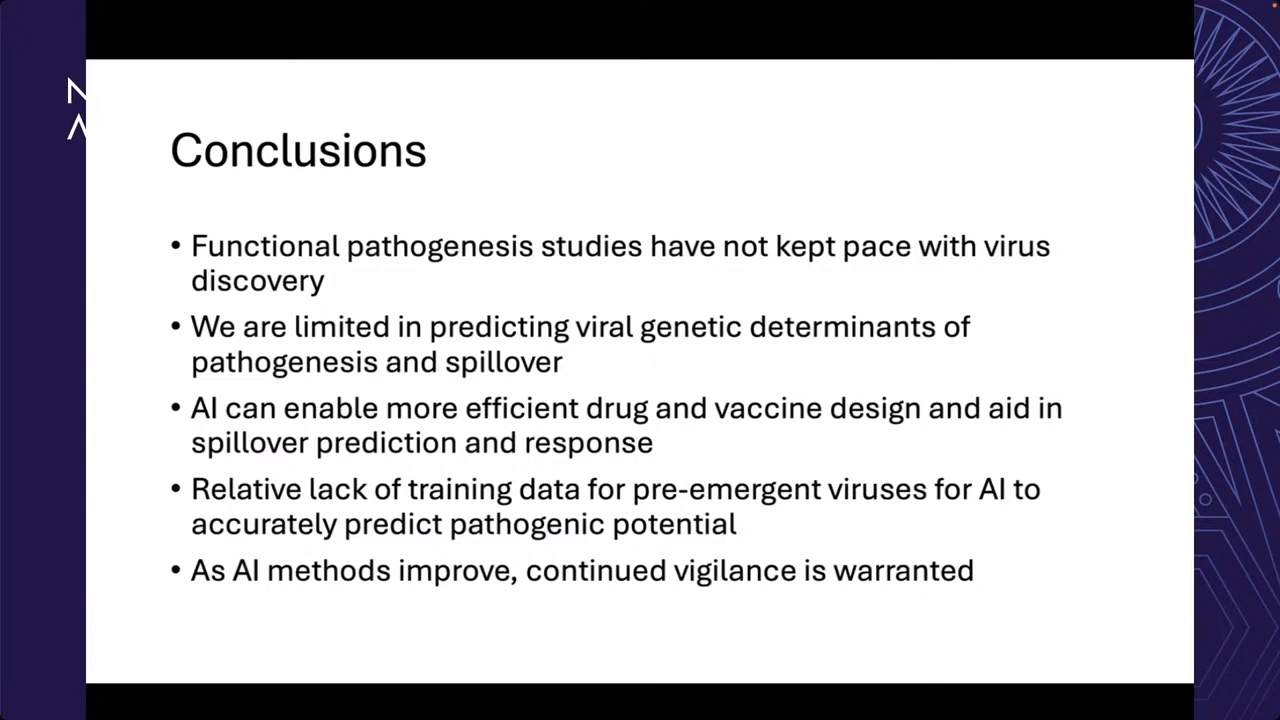 Conclusions
• Functional pathogenesis studies have not kept pace with virus
discovery
• We are limited in predicting viral genetic determinants of
pathogenesis and spillover
• AI can enable more efficient drug and vaccine design and aid in
spillover prediction and response
• Relative lack of training data for pre-emergent viruses for AI to
accurately predict pathogenic potential
• As AI methods improve, continued vigilance is warranted